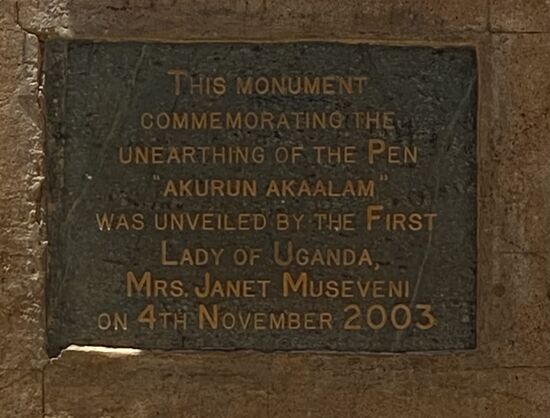 This monument
commemorating the
unearthing of the Pen
"akurun akaalam"
was unveiled by the First
Lady of Uganda,
Mrs. Janet Museveni
on 4th November 2003